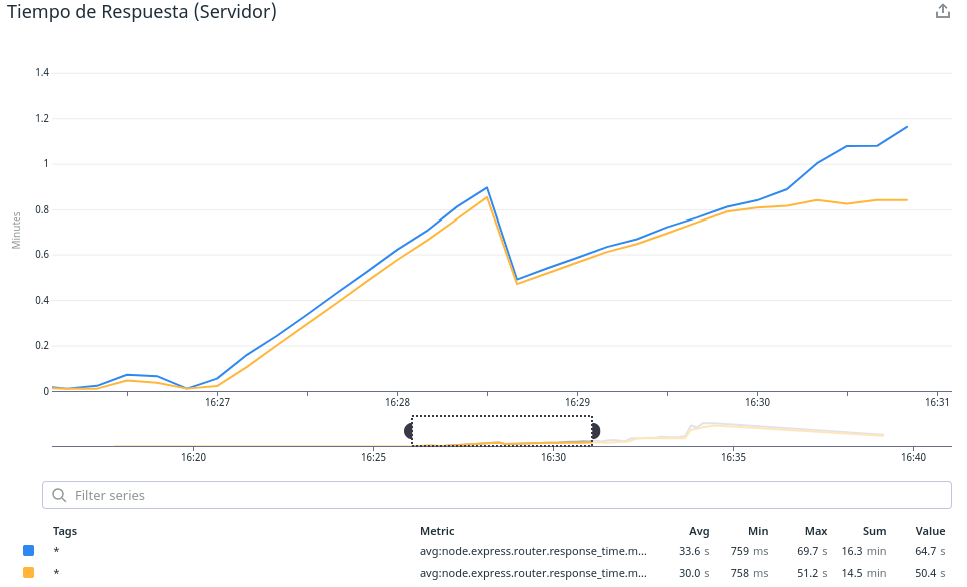 Tiempo de Respuesta (Servidor)
Minutes
1.4
1.2
1
0.8
0.6
0.4
0.2
0
16:27 16:28 16:29 16:30 16:31
16:20 16:25 16:30 16:35 16:40
Filter series
Tags Metric Avg Min Max Sum Value
* avg:node.express.router.response_time.m... 33.6 s 759 ms 69.7 s 16.3 min 64.7 s
* avg:node.express.router.response_time.m... 30.0 s 758 ms 51.2 s 14.5 min 50.4 s